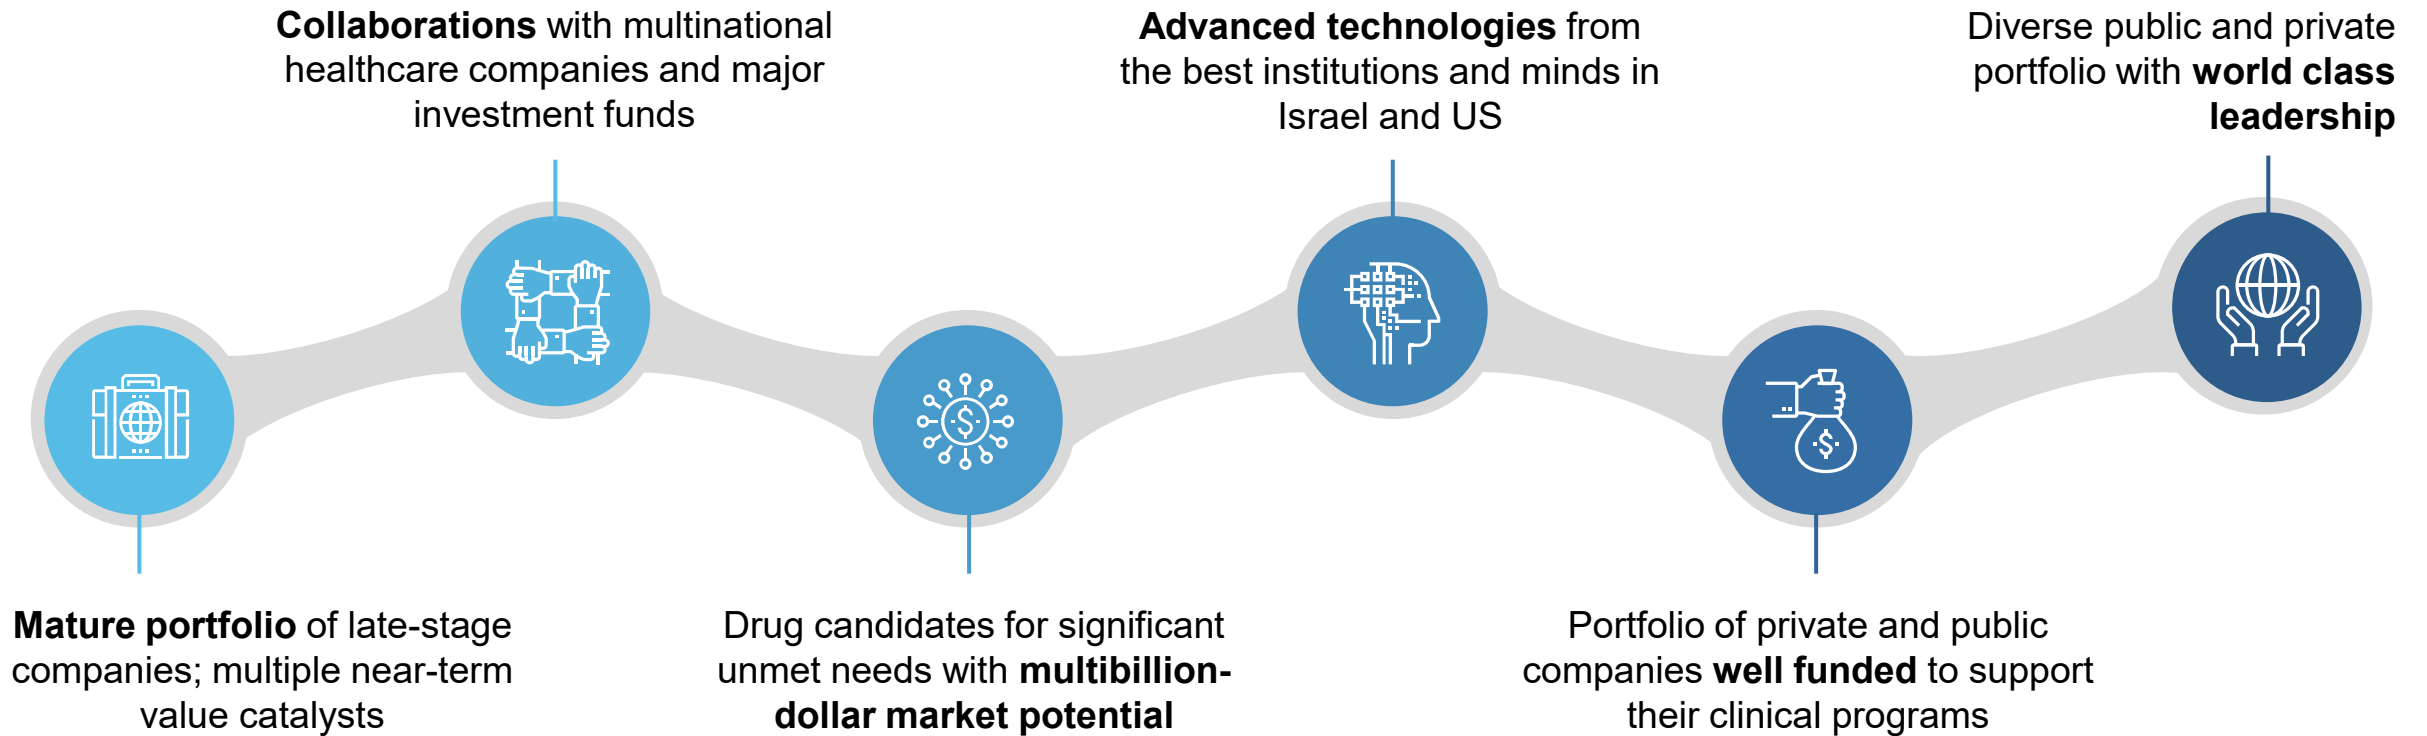 Collaborations with multinational
healthcare companies and major
investment funds
Advanced technologies from
the best institutions and minds in
Israel and US
Diverse public and private
portfolio with world class
leadership
Mature portfolio of late-stage
companies; multiple near-term
value catalysts
Drug candidates for significant
unmet needs with multibillion-
dollar market potential
Portfolio of private and public
companies well funded to support
their clinical programs